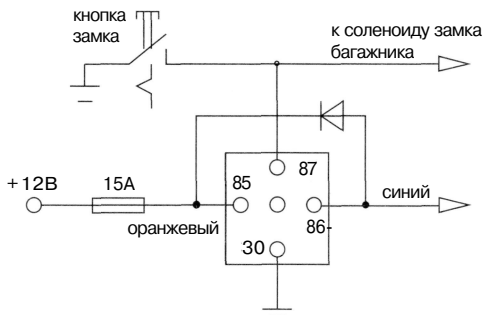 кнопка
замка
к соленоиду замка
багажника
87
85
+12В
15А
синий
оранжевый
86-
30